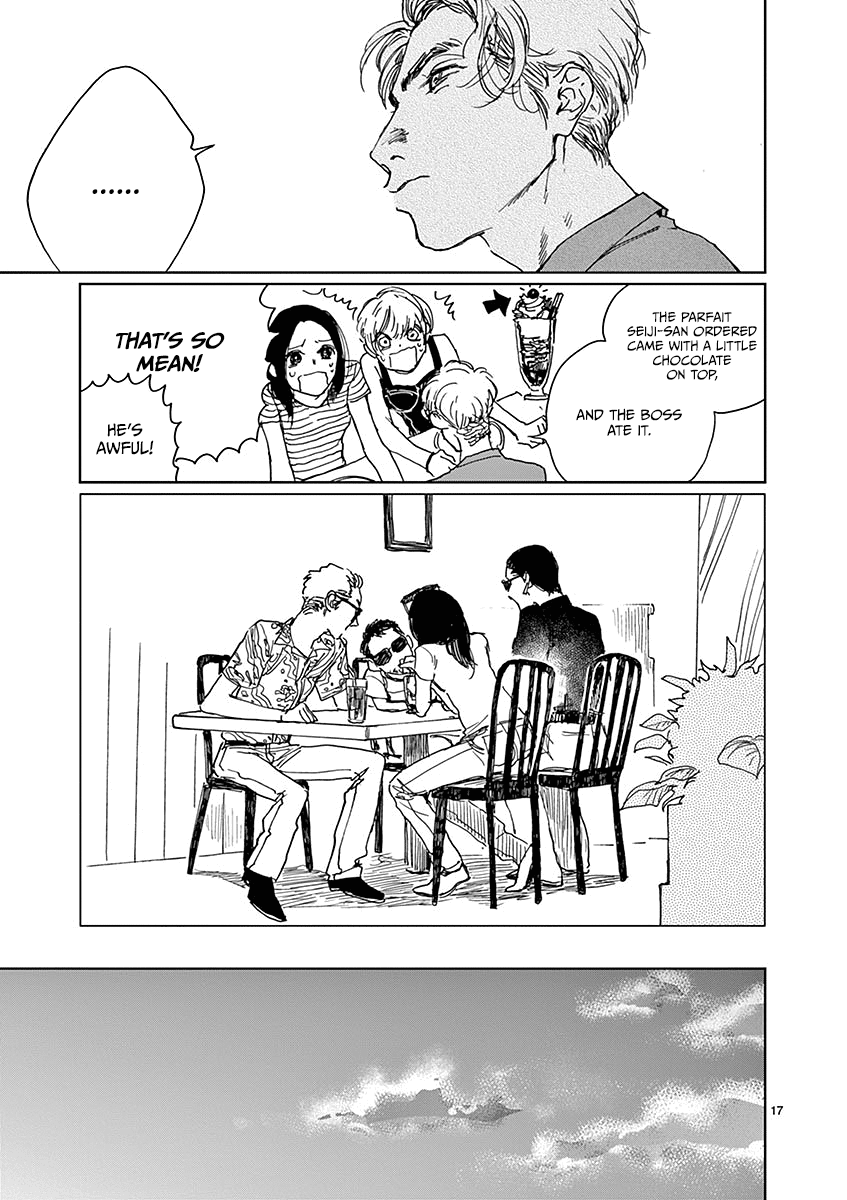 ......
THE PARFAIT
SEIJI-SAN ORDERED
CAME WITH A LITTLE
CHOCOLATE
ON TOP,
AND THE BOSS
ATE IT.
THAT'S SO
MEAN!
HE'S
AWFUL!
17